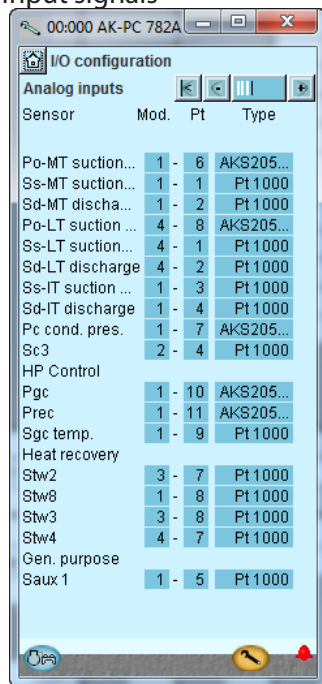 Input signals
00:000 AK-PC 782A
I/O configuration
Analog inputs
Sensor Mod. Pt Type
Po-MT suction... 1 - 6 AKS205...
Ss-MT suction... 1 - 1 Pt 1000
Sd-MT discha... 1 - 2 Pt 1000
Po-LT suction ... 4 - 8 AKS205...
Ss-LT suction... 4 - 1 Pt 1000
Sd-LT discharge 4 - 2 Pt 1000
Ss-IT suction ... 1 - 3 Pt 1000
Sd-IT discharge 1 - 4 Pt 1000
Pc cond. pres. 1 - 7 AKS205...
Sc3 2 - 4 Pt 1000
HP Control
Pgc 1 - 10 AKS205...
Prec 1 - 11 AKS205...
Sgc temp. 1 - 9 Pt 1000
Heat recovery
Stw2 3 - 7 Pt 1000
Stw8 1 - 8 Pt 1000
Stw3 3 - 8 Pt 1000
Stw4 4 - 7 Pt 1000
Gen. purpose
Saux 1 1 - 5 Pt 1000